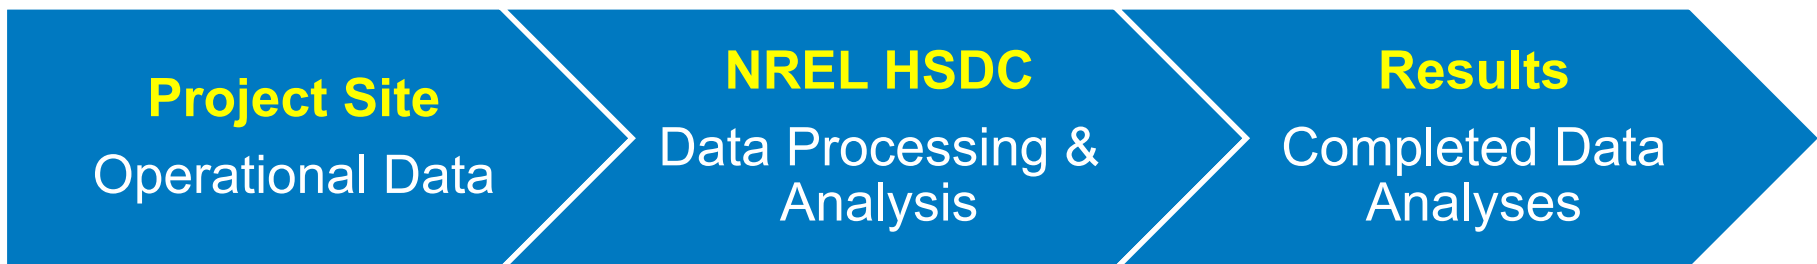 Project Site
Operational Data
NREL HSDC
Data Processing &
Analysis
Results
Completed Data
Analyses